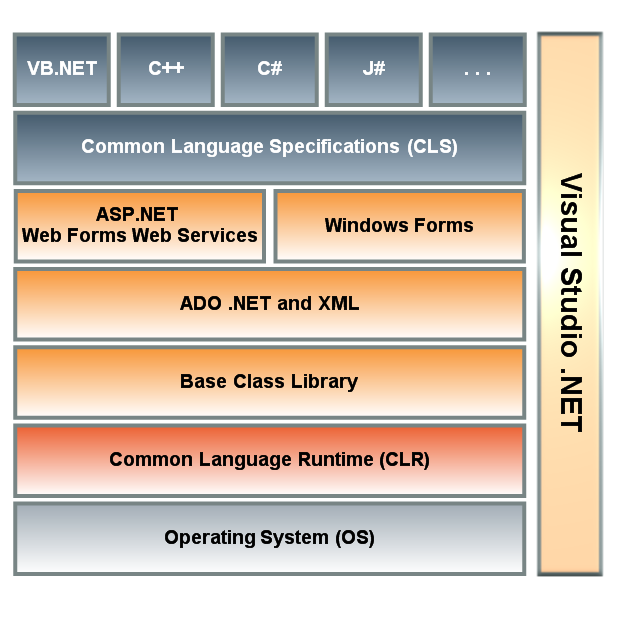 VB.NET
C++
C#
J#
...
Common Language Specifications (CLS)
ASP.NET
Web Forms Web Services
Windows Forms
ADO .NET and XML
Base Class Library
Common Language Runtime (CLR)
Operating System (OS)
Visual Studio .NET